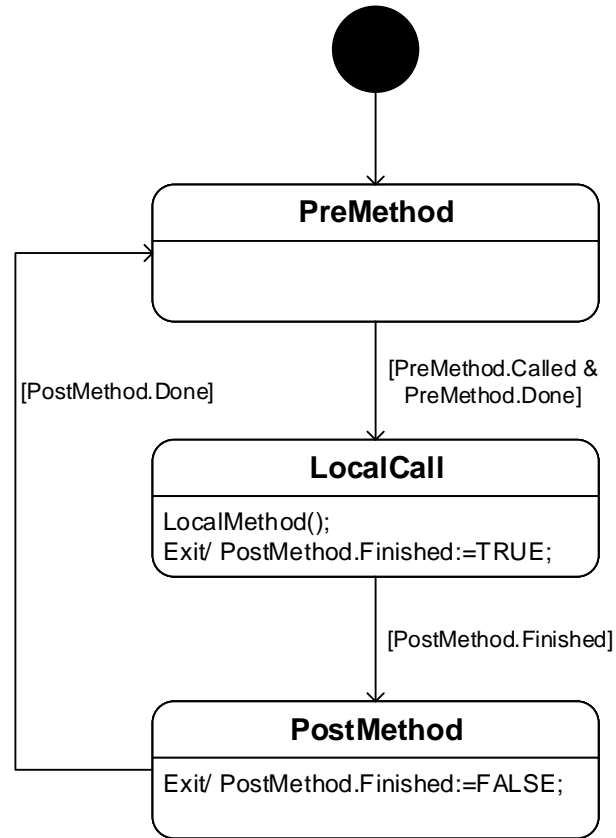 PreMethod
[PreMethod.Called &
PreMethod.Done]
[PostMethod.Done]
LocalCall
LocalMethod();
Exit/ PostMethod.Finished:=TRUE;
[PostMethod.Finished]
PostMethod
Exit/ PostMethod.Finished:=FALSE;